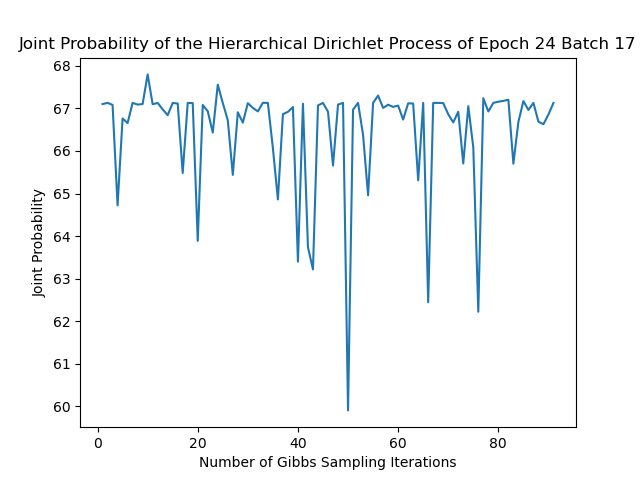 Joint Probability of the Hierarchical Dirichlet Process of Epoch 24 Batch 17
68
67
66
65
64
63
62
61
60
Joint Probability
0 20 40 60 80
Number of Gibbs Sampling Iterations